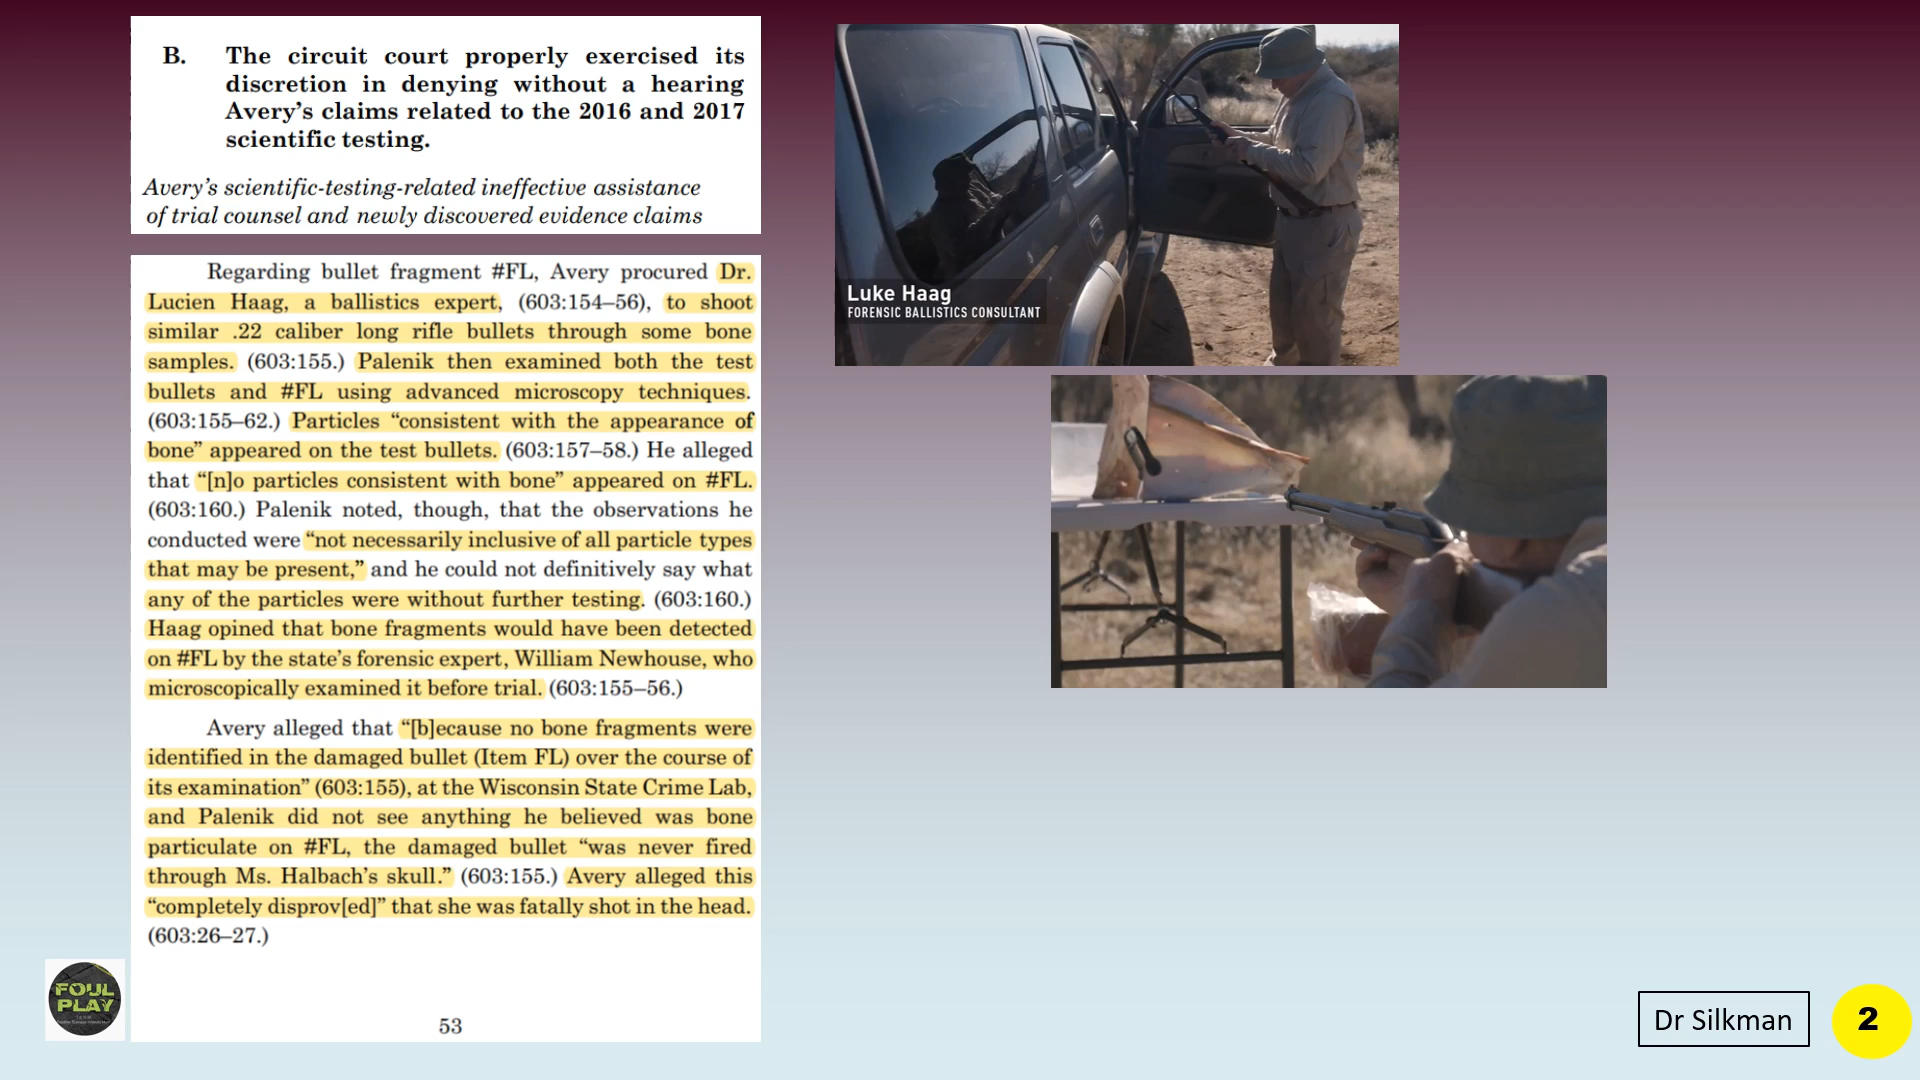 B. The circuit court properly exercised its
discretion in denying without a hearing
Avery’s claims related to the 2016 and 2017
scientific testing.
Avery’s scientific-testing-related ineffective assistance
of trial counsel and newly discovered evidence claims
Regarding bullet fragment #FL, Avery procured Dr.
Lucien Haag, a ballistics expert, (603:154–56), to shoot
similar .22 caliber long rifle bullets through some bone
samples. (603:155.) Palenik then examined both the test
bullets and #FL using advanced microscopy techniques.
(603:155–62.) Particles “consistent with the appearance of
bone” appeared on the test bullets. (603:157–58.) He alleged
that “[n]o particles consistent with bone” appeared on #FL.
(603:160.) Palenik noted, though, that the observations he
conducted were “not necessarily inclusive of all particle types
that may be present,” and he could not definitively say what
any of the particles were without further testing. (603:160.)
Haag opined that bone fragments would have been detected
on #FL by the state’s forensic expert, William Newhouse, who
microscopically examined it before trial. (603:155–56.)
Avery alleged that “[b]ecause no bone fragments were
identified in the damaged bullet (Item FL) over the course of
its examination” (603:155), at the Wisconsin State Crime Lab,
and Palenik did not see anything he believed was bone
particulate on #FL, the damaged bullet “was never fired
through Ms. Halbach’s skull.” (603:155.) Avery alleged this
“completely disprov[ed]” that she was fatally shot in the head.
(603:26–27.)
53
Luke Haag
FORENSIC BALLISTICS CONSULTANT
FOUL
PLAY
Dr Silkman
2